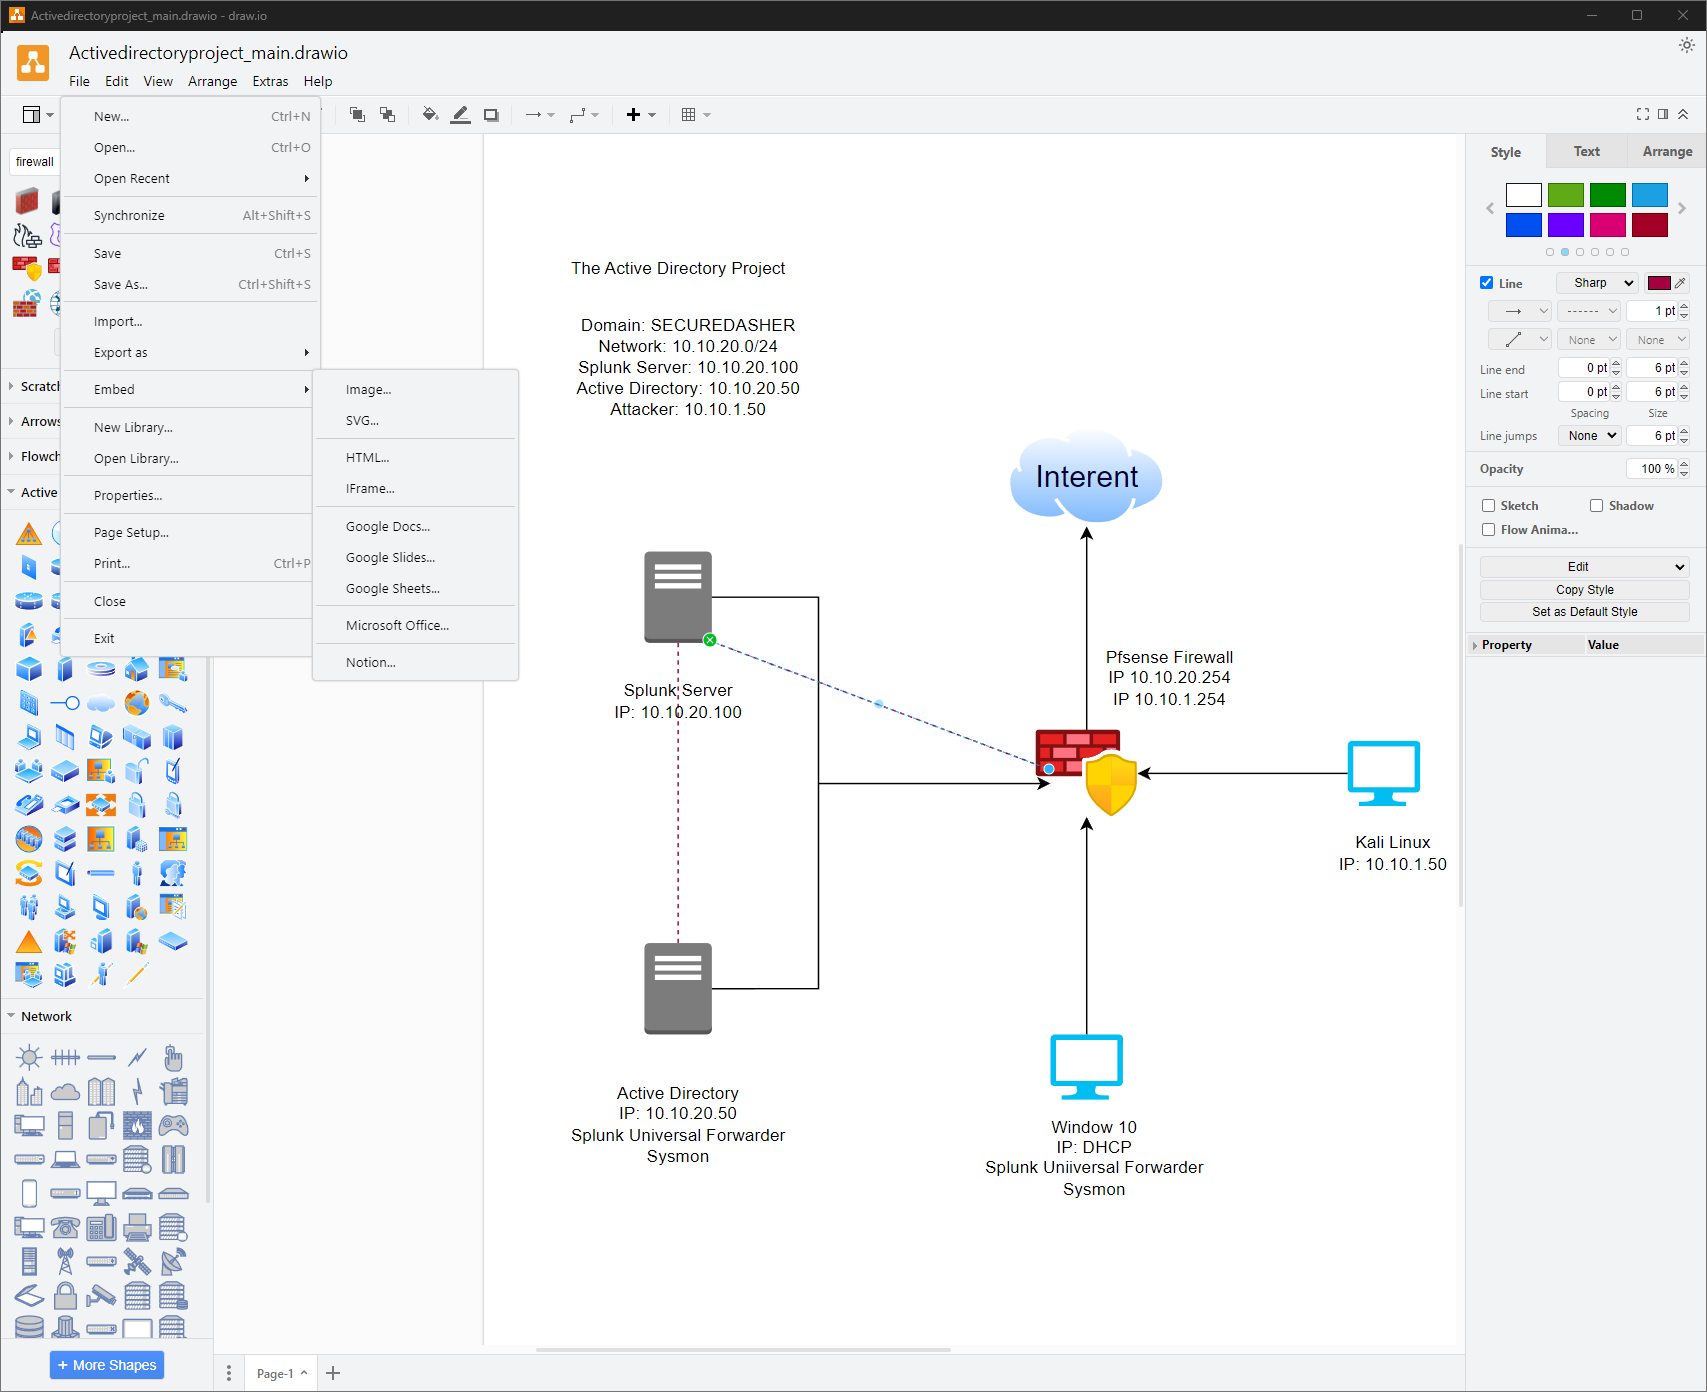 Activedirectoryproject_main.drawio - draw.io
Activedirectoryproject_main.drawio
File Edit View Arrange Extras Help
firewall
Scratch
Arrows
Flowch
Active
Network
+ More Shapes
New... Ctrl+N
Open... Ctrl+O
Open Recent
Synchronize Alt+Shift+S
Save Ctrl+S
Save As... Ctrl+Shift+S
Import...
Export as
Embed
New Library...
Open Library...
Properties...
Page Setup...
Print... Ctrl+P
Close
Exit
Image...
SVG...
HTML...
IFrame...
Google Docs...
Google Slides...
Google Sheets...
Microsoft Office...
Notion...
The Active Directory Project
Domain: SECUREDASHER
Network: 10.10.20.0/24
Splunk Server: 10.10.20.100
Active Directory: 10.10.20.50
Attacker: 10.10.1.50
Interent
Splunk Server
IP: 10.10.20.100
Pfsense Firewall
IP 10.10.20.254
IP 10.10.1.254
Kali Linux
IP: 10.10.1.50
Active Directory
IP: 10.10.20.50
Splunk Universal Forwarder
Sysmon
Window 10
IP: DHCP
Splunk Uniiversal Forwarder
Sysmon
Page-1
Style Text Arrange
Line Sharp
1 pt
None None
Line end 0 pt 6 pt
Line start 0 pt 6 pt
Spacing Size
Line jumps None 6 pt
Opacity 100 %
Sketch Shadow
Flow Anima...
Edit
Copy Style
Set as Default Style
Property Value